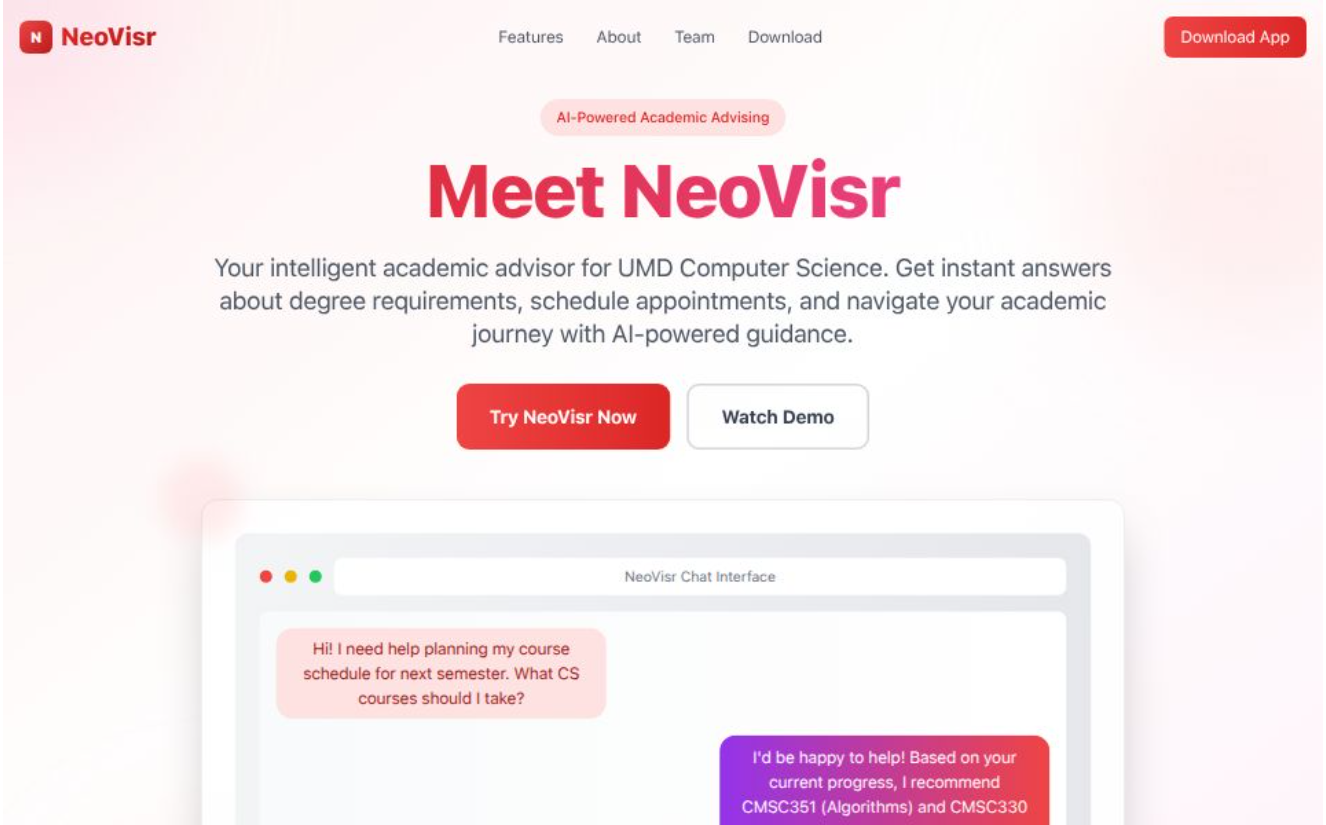 N NeoVisr
Features About Team Download
Download App
AI-Powered Academic Advising
Meet NeoVisr
Your intelligent academic advisor for UMD Computer Science. Get instant answers
about degree requirements, schedule appointments, and navigate your academic
journey with AI-powered guidance.
Try NeoVisr Now
Watch Demo
NeoVisr Chat Interface
Hi! I need help planning my course
schedule for next semester. What CS
courses should I take?
I'd be happy to help! Based on your
current progress, I recommend
CMSC351 (Algorithms) and CMSC330